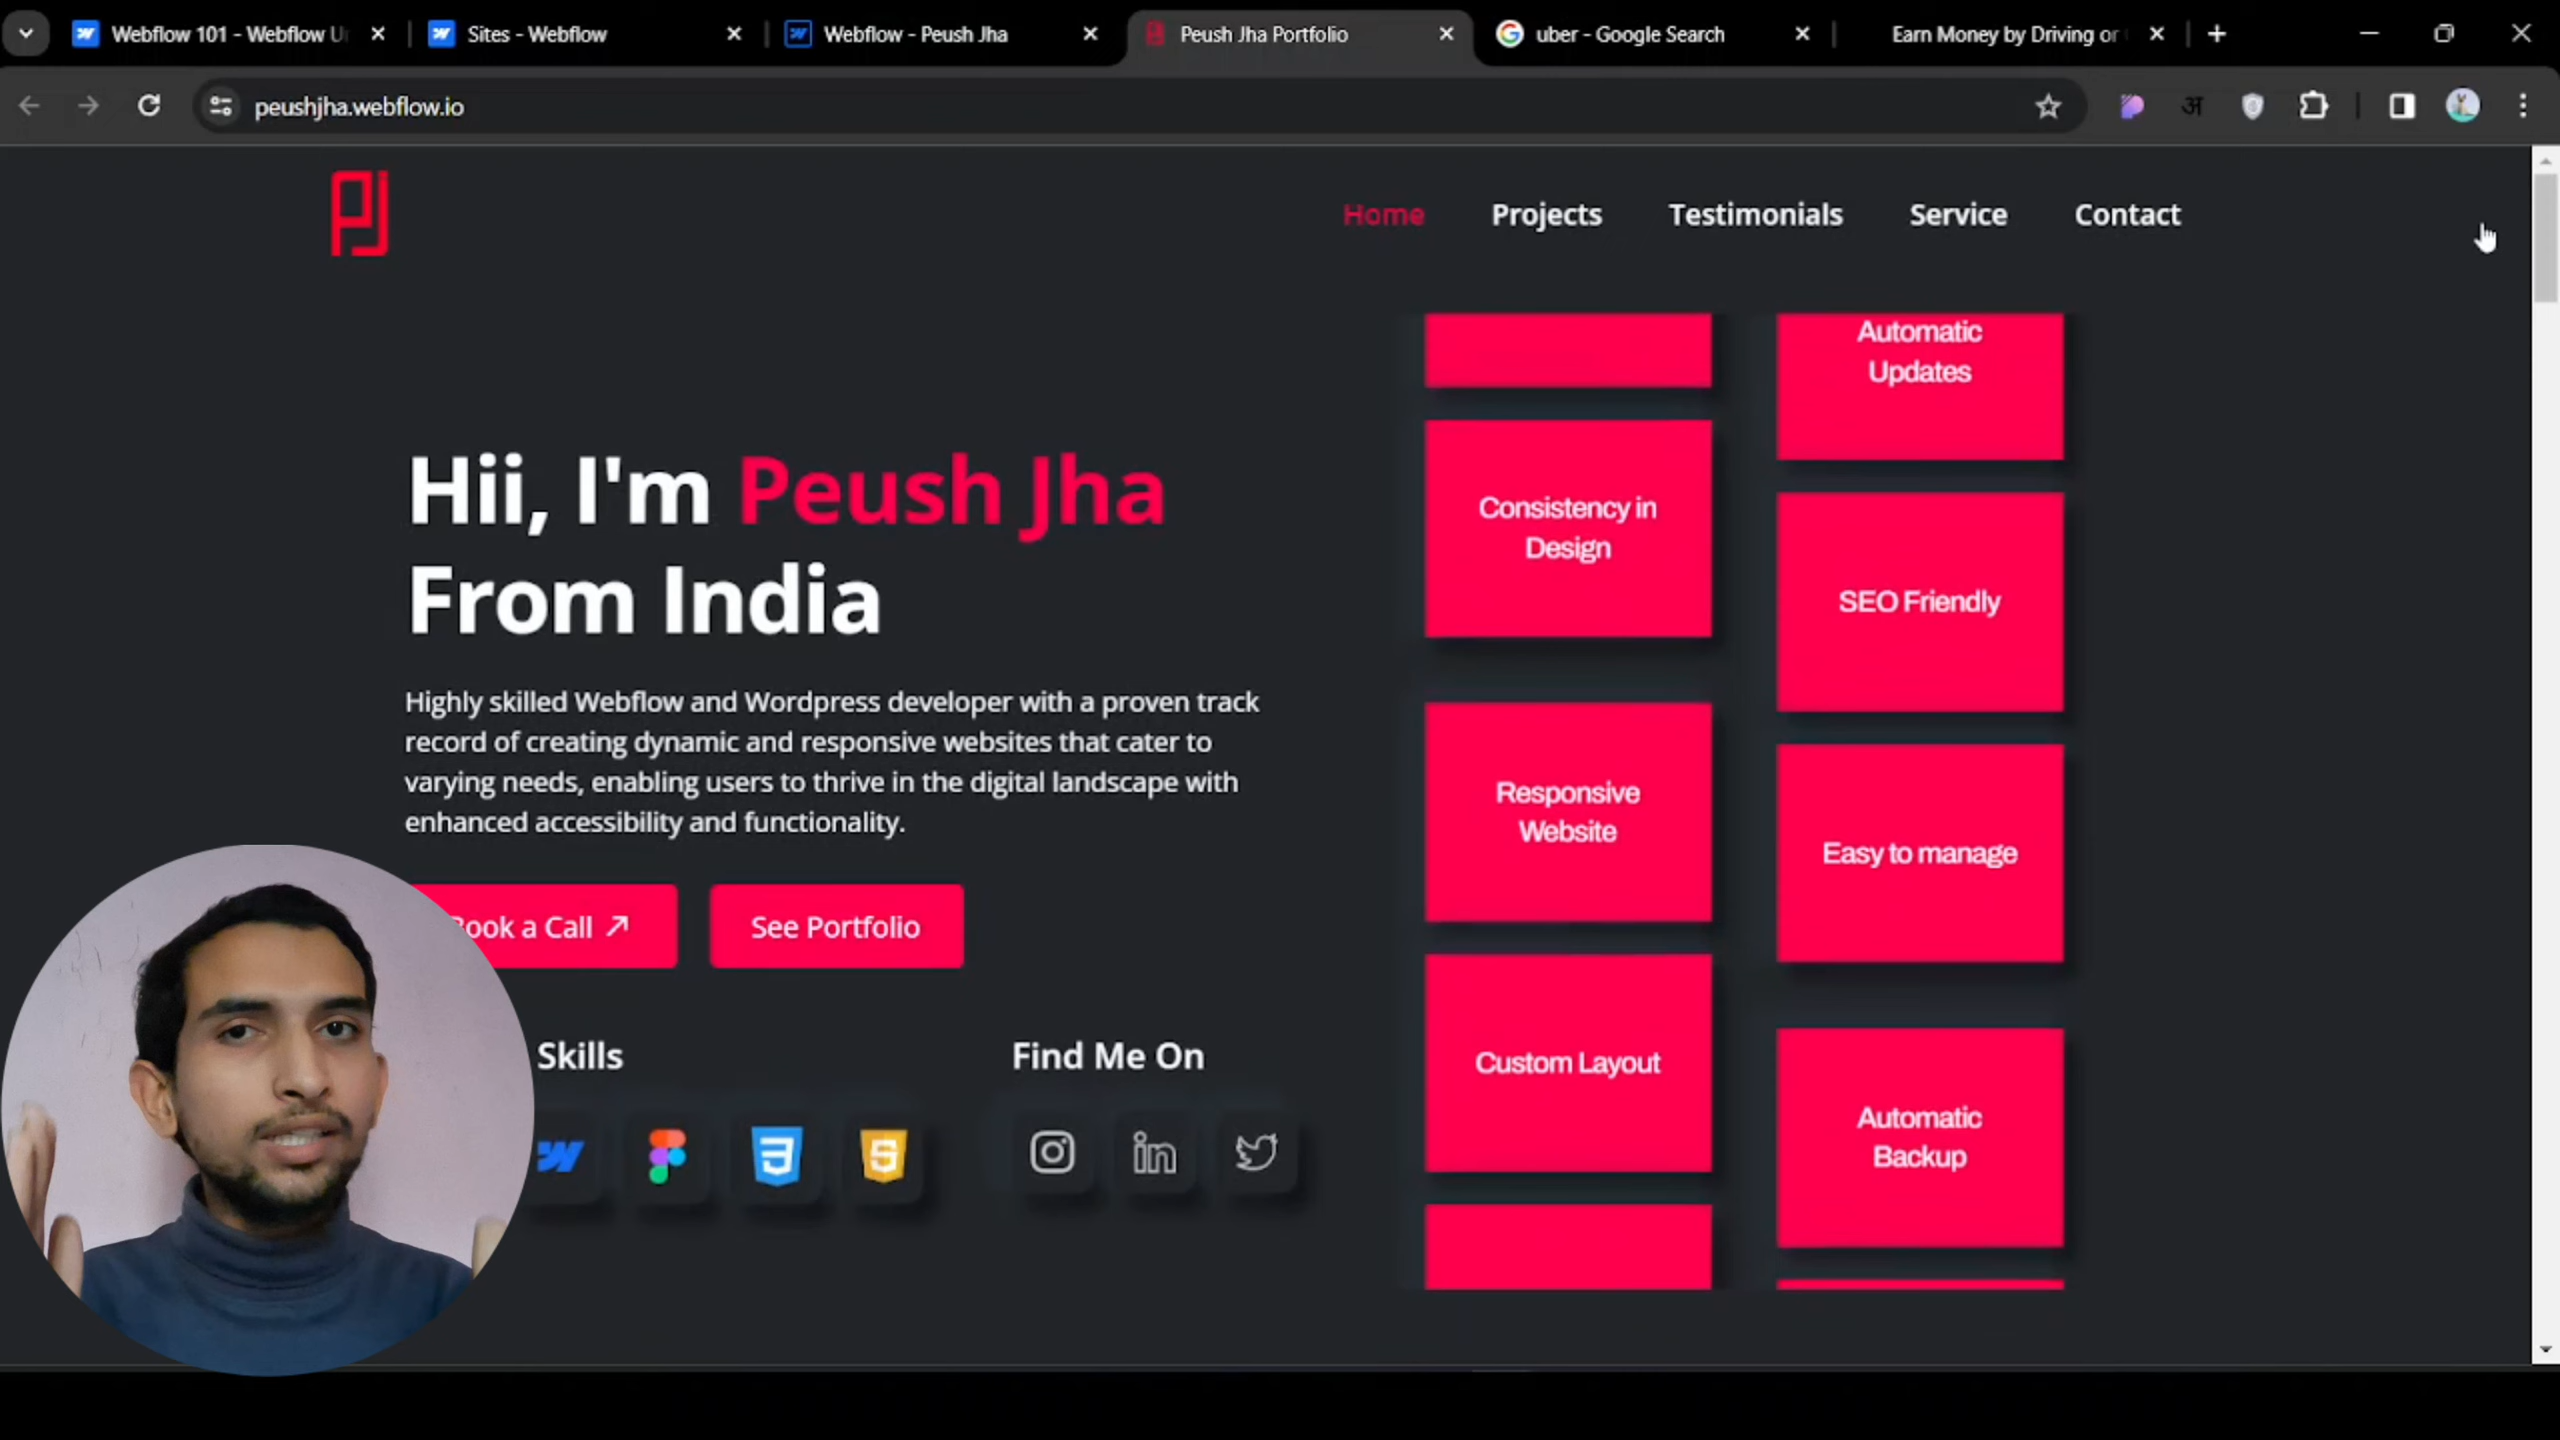 Webflow 101 - Webflow U
Sites - Webflow
Webflow - Peush Jha
Peush Jha Portfolio
uber - Google Search
Earn Money by Driving or
peushjha.webflow.io
अ
PJ
Home
Projects
Testimonials
Service
Contact
Hii, I'm Peush Jha
From India
Highly skilled Webflow and Wordpress developer with a proven track
record of creating dynamic and responsive websites that cater to
varying needs, enabling users to thrive in the digital landscape with
enhanced accessibility and functionality.
Book a Call
See Portfolio
Skills
Find Me On
Consistency in
Design
Responsive
Website
Custom Layout
Automatic
Updates
SEO Friendly
Easy to manage
Automatic
Backup